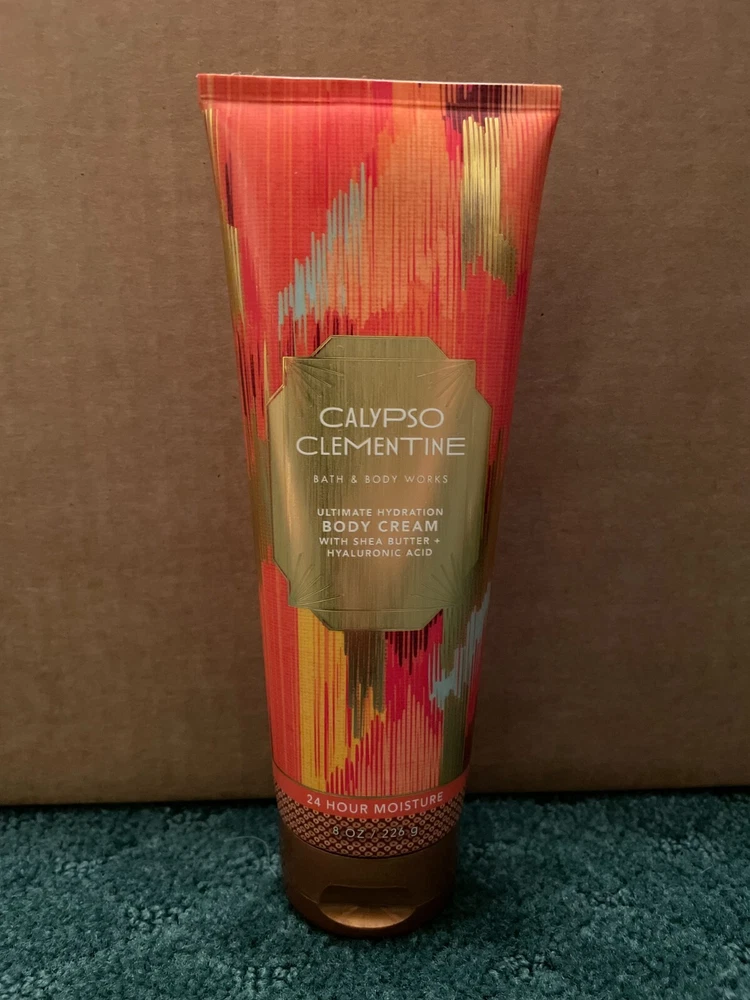 CALYPSO
CLEMENTINE
BATH & BODY WORKS
ULTIMATE HYDRATION
BODY CREAM
WITH SHEA BUTTER +
HYALURONIC ACID
24 HOUR MOISTURE
8 OZ / 226 g